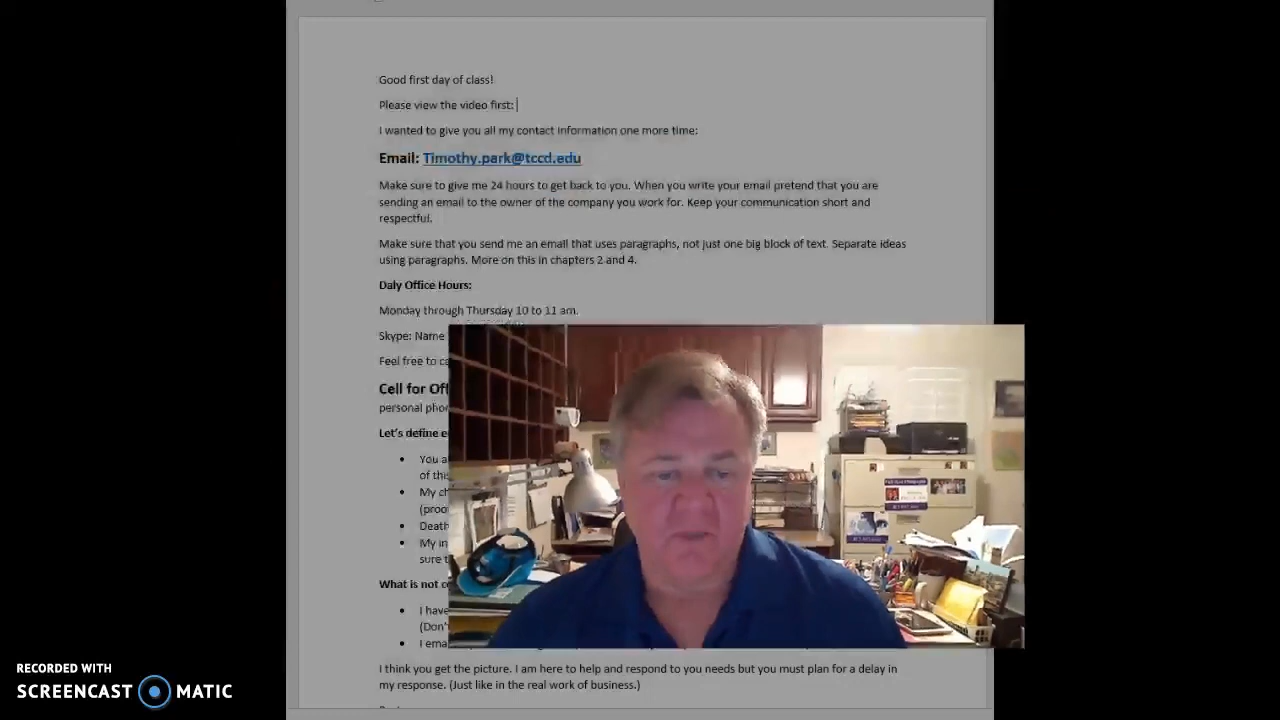 Good first day of class!
Please view the video first:
I wanted to give you all my contact information one more time:
Email: Timothy.park@tccd.edu
Make sure to give me 24 hours to get back to you. When you write your email pretend that you are
sending an email to the owner of the company you work for. Keep your communication short and
respectful.
Make sure that you send me an email that uses paragraphs, not just one big block of text. Separate ideas
using paragraphs. More on this in chapters 2 and 4.
Daly Office Hours:
Monday through Thursday 10 to 11 am.
Skype: Name
Feel free to
Cell for
personal
Let's define
• You
of
• My
• Death
• My
sure
What is not
• I have
• I
I think you get the picture. I am here to help and respond to you needs but you must plan for a delay in
my response. (Just like in the real work of business.)
RECORDED WITH
SCREENCAST MATIC